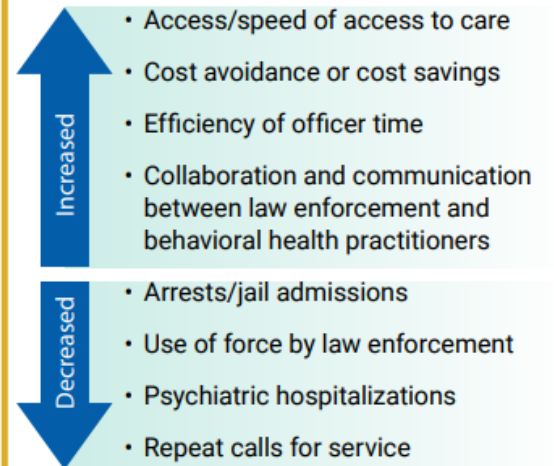 Increased
• Access/speed of access to care
• Cost avoidance or cost savings
• Efficiency of officer time
• Collaboration and communication
between law enforcement and
behavioral health practitioners
Decreased
• Arrests/jail admissions
• Use of force by law enforcement
• Psychiatric hospitalizations
• Repeat calls for service